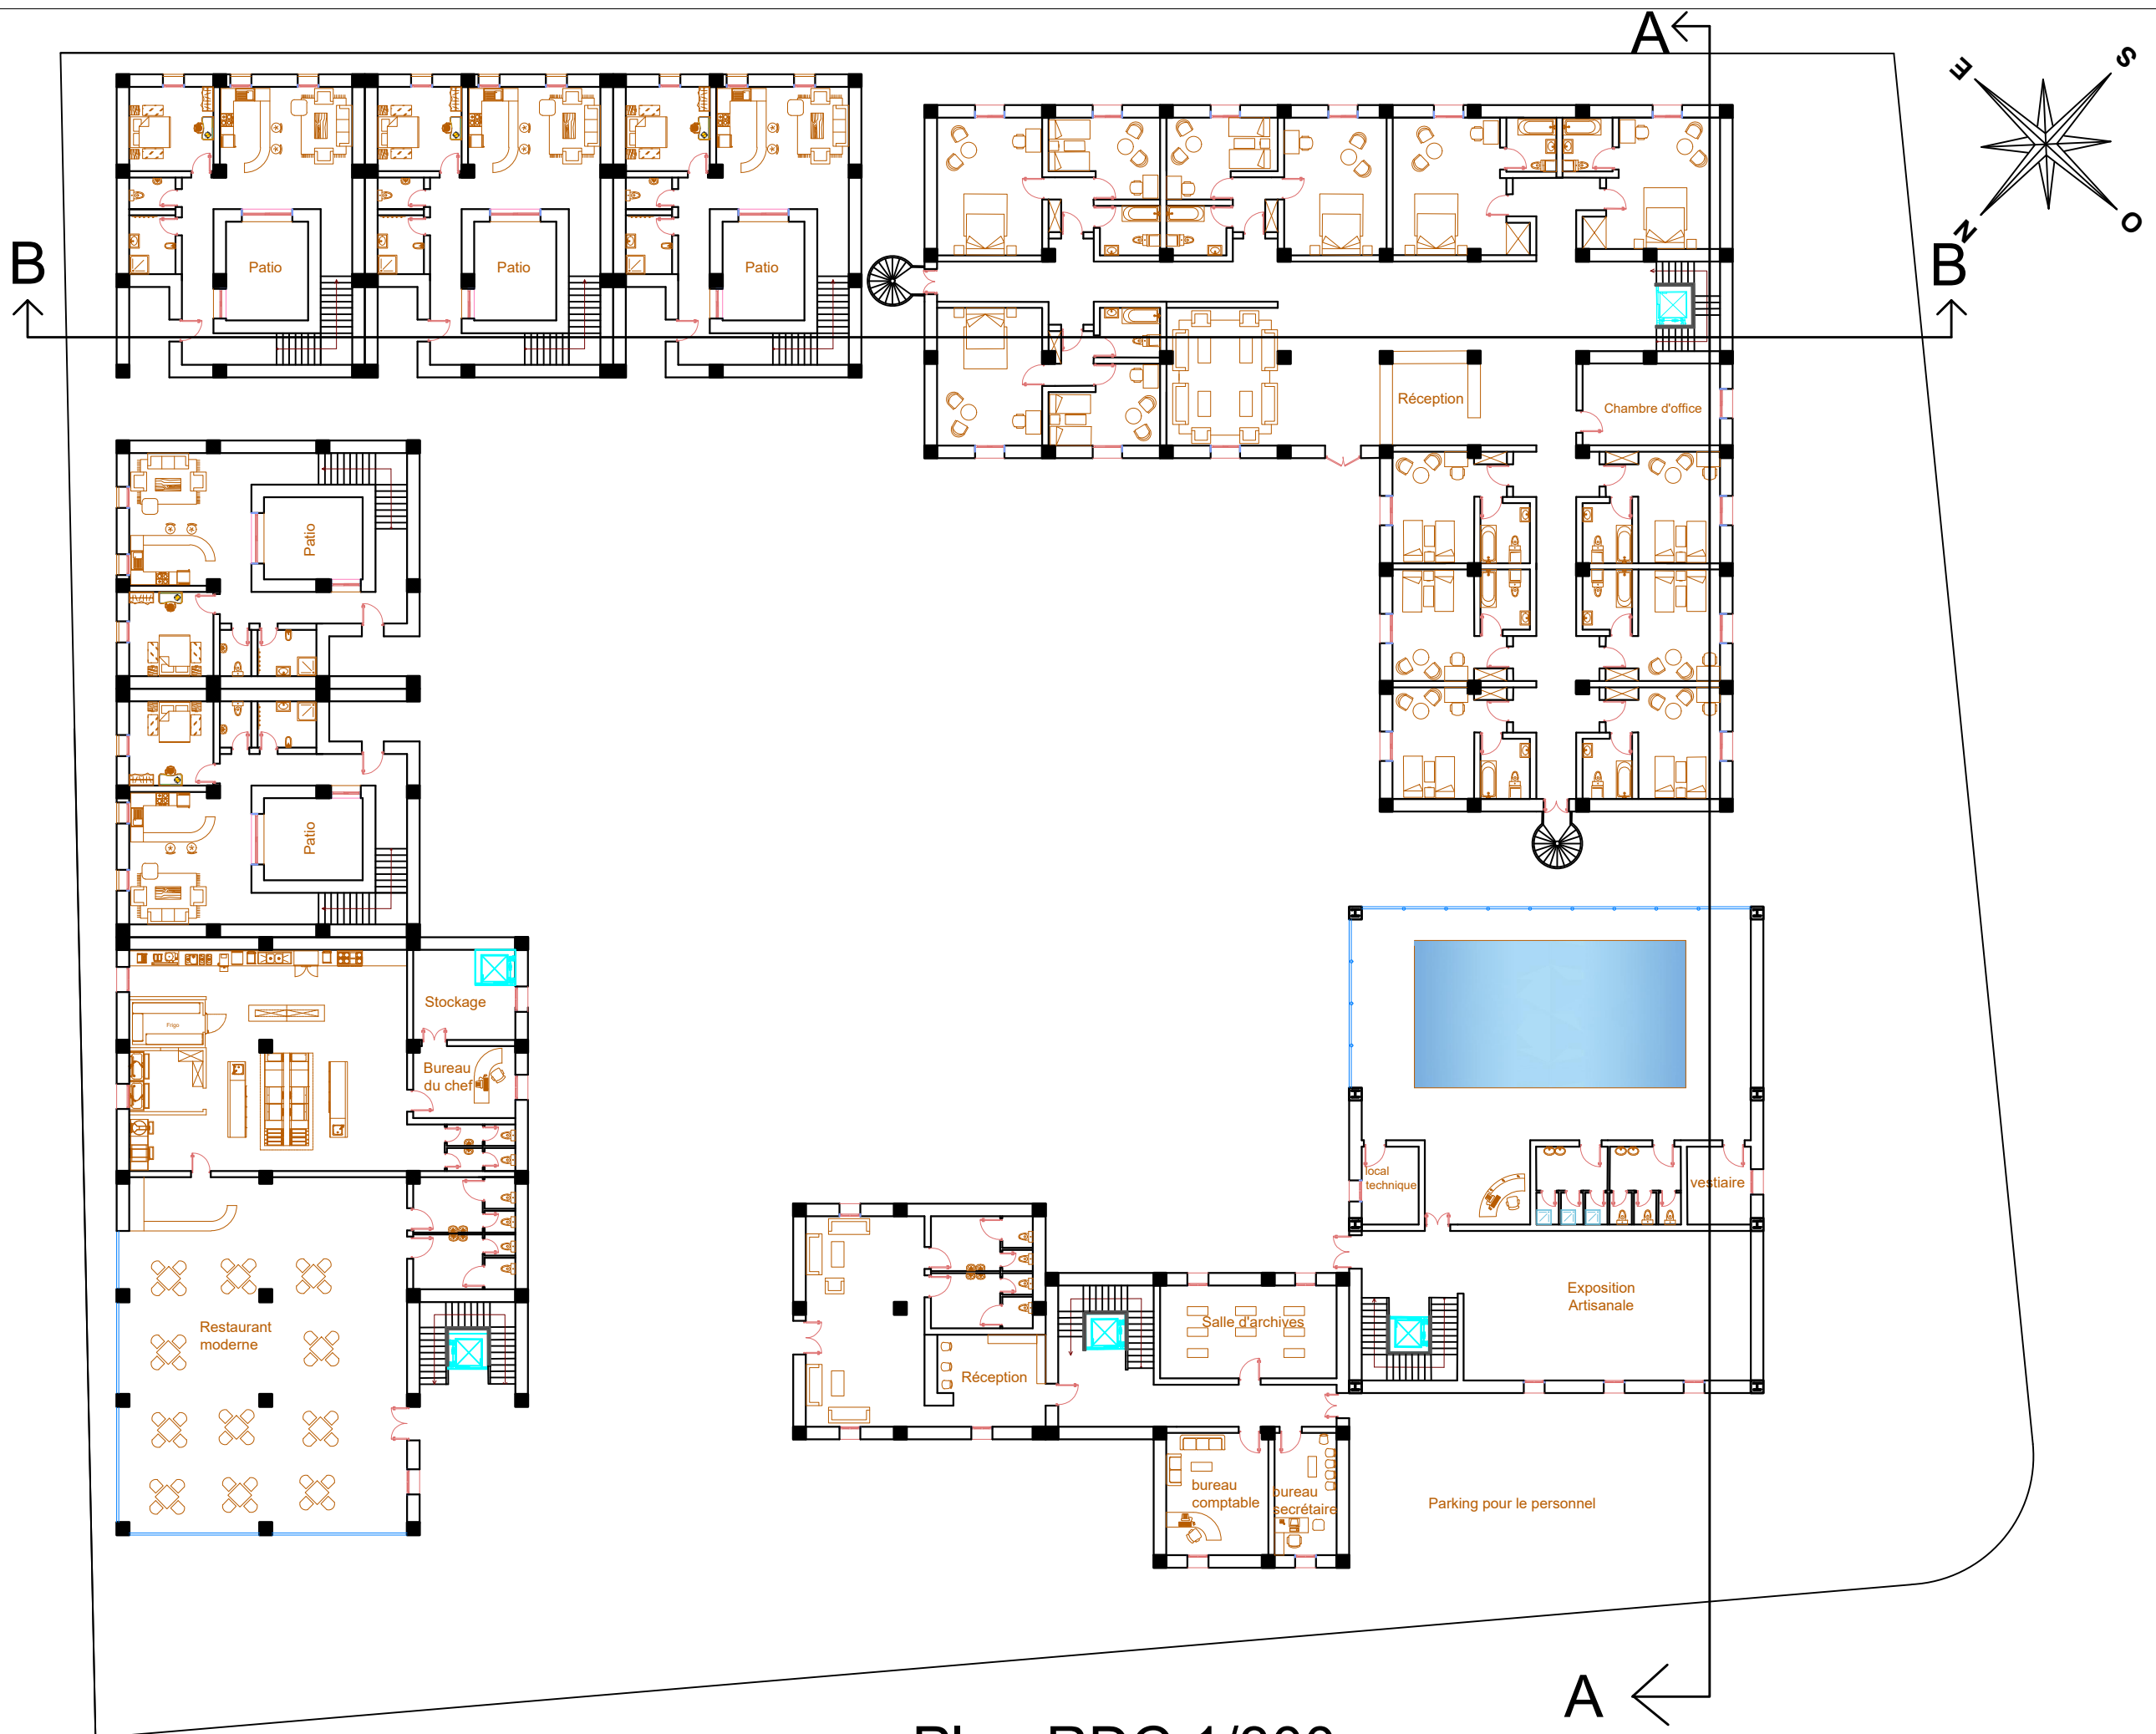 A
E
S
N
O
B
B
Patio
Patio
Patio
Réception
Chambre d'office
Patio
Patio
Stockage
Frigo
Bureau
du chef
local
technique
vestiaire
Exposition
Artisanale
Restaurant
moderne
Salle d'archives
Réception
bureau
comptable
bureau
secrétaire
Parking pour le personnel
A